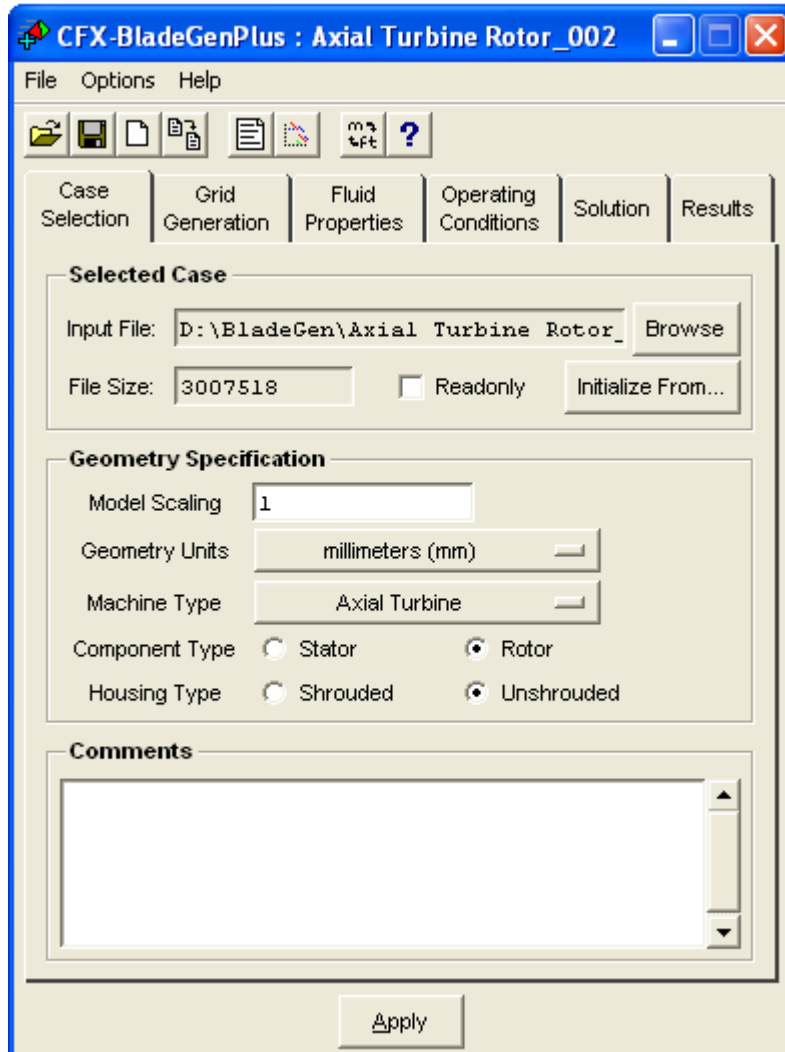 CFX-BladeGenPlus : Axial Turbine Rotor_002
File Options Help
Case Selection
Grid Generation
Fluid Properties
Operating Conditions
Solution
Results
Selected Case
Input File: D:\BladeGen\Axial Turbine Rotor_ Browse
File Size: 3007518 Readonly Initialize From...
Geometry Specification
Model Scaling 1
Geometry Units millimeters (mm)
Machine Type Axial Turbine
Component Type Stator Rotor
Housing Type Shrouded Unshrouded
Comments
Apply